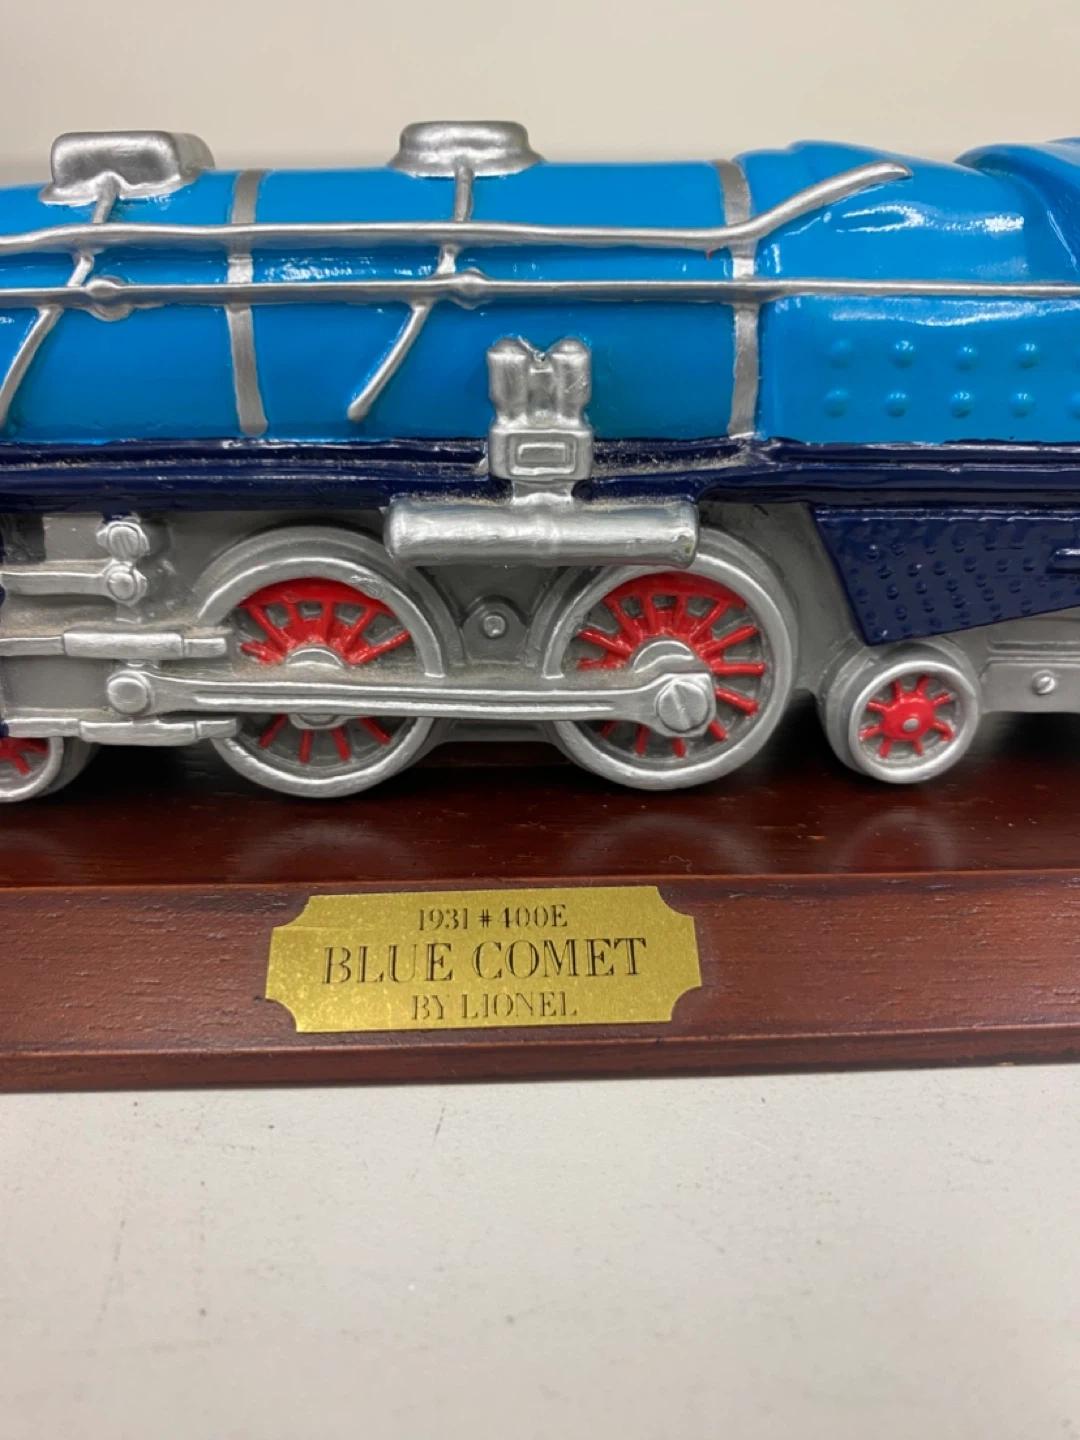 1931 #400E
BLUE COMET
BY LIONEL